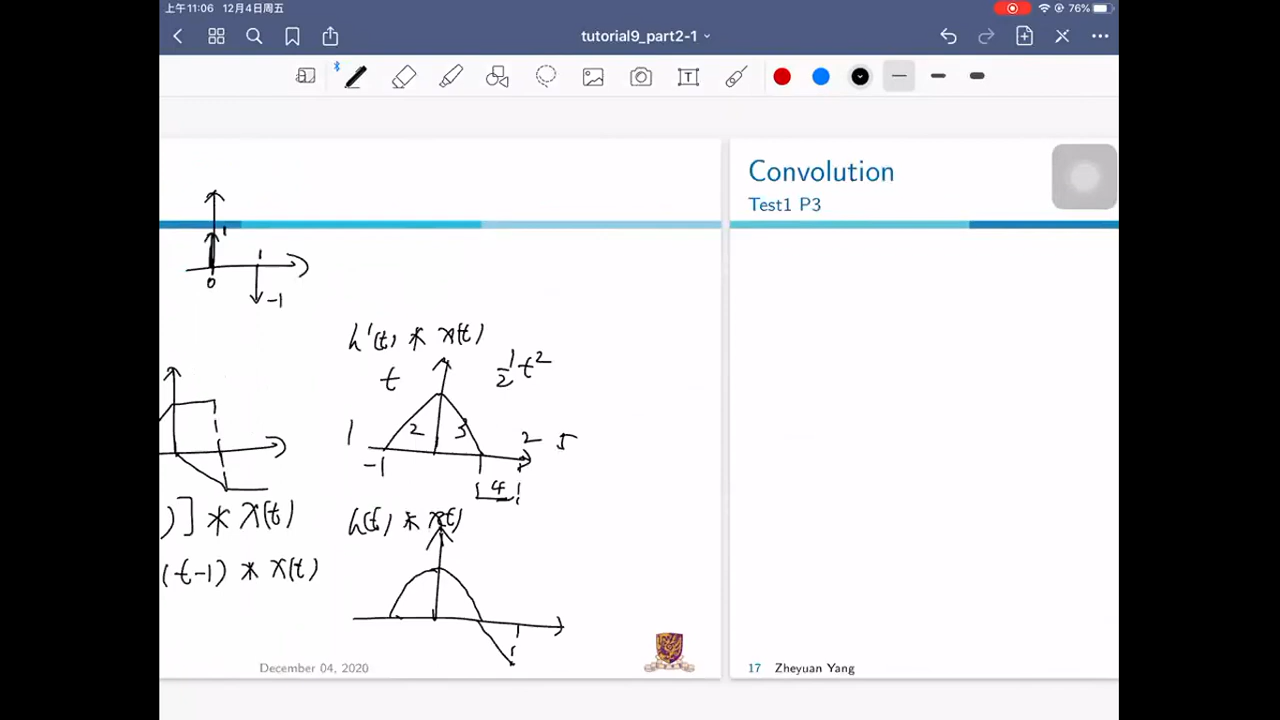 上午11:06 12月4日周五 76%
tutorial9_part2-1
T
Convolution
Test1 P3
1
1
0
-1
h'(t) * x(t)
t
1/2 t²
1
2
3
2
5
-1
4
h(t) * x(t)
)] * x(t)
(t-1) * x(t)
1
December 04, 2020
17 Zheyuan Yang